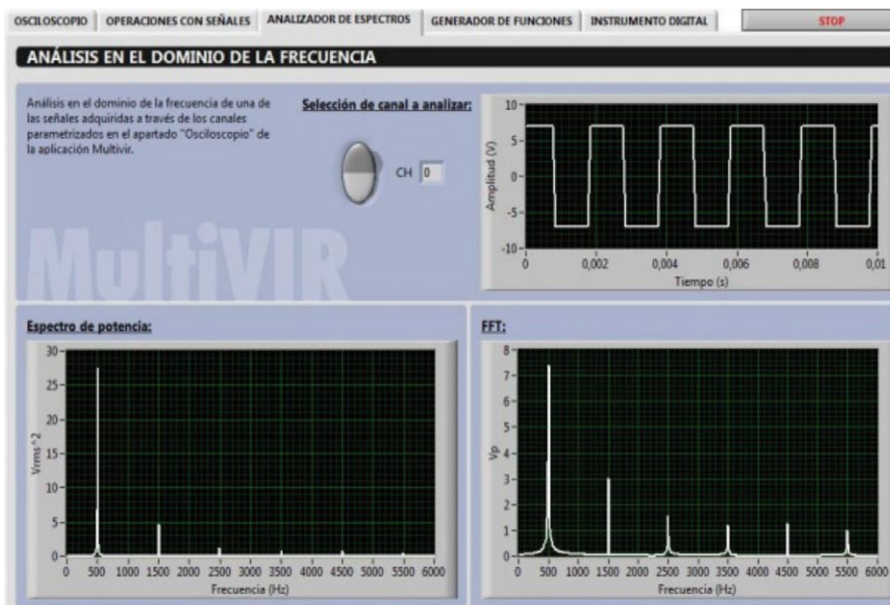 OSCILOSCOPIO OPERACIONES CON SEÑALES ANALIZADOR DE ESPECTROS GENERADOR DE FUNCIONES INSTRUMENTO DIGITAL STOP
ANÁLISIS EN EL DOMINIO DE LA FRECUENCIA
Análisis en el dominio de la frecuencia de una de
las señales adquiridas a través de los canales
parametrizados en el apartado "Osciloscopio" de
la aplicación Multivir.
MultiVIR
Selección de canal a analizar:
CH 0
Amplitud (V)
10
5
0
-5
-10
0 0,002 0,004 0,006 0,008 0,01
Tiempo (s)
Espectro de potencia:
Vrms^2
30
25
20
15
10
5
0
0 500 1000 1500 2000 2500 3000 3500 4000 4500 5000 5500 6000
Frecuencia (Hz)
FFT:
Vp
8
7
6
5
4
3
2
1
0
0 500 1000 1500 2000 2500 3000 3500 4000 4500 5000 5500 6000
Frecuencia (Hz)